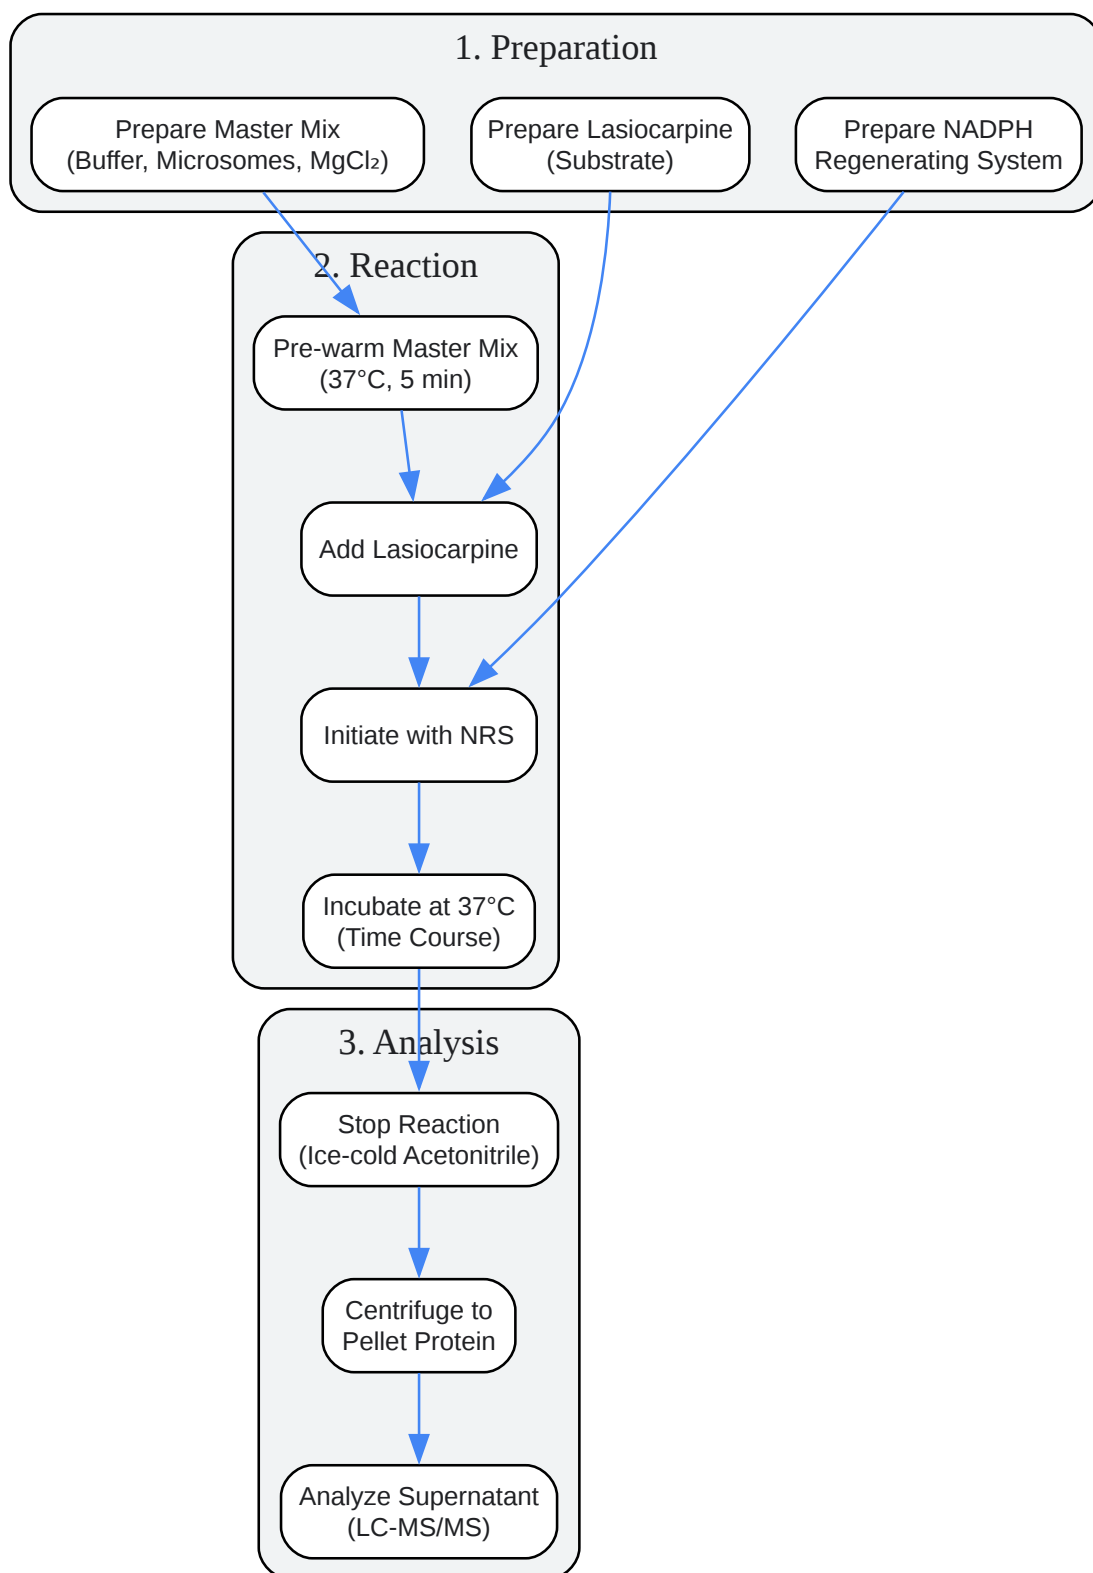 1. Preparation
Prepare Master Mix
(Buffer, Microsomes, MgCl₂)
Prepare Lasiocarpine
(Substrate)
Prepare NADPH
Regenerating System
2. Reaction
Pre-warm Master Mix
(37°C, 5 min)
Add Lasiocarpine
Initiate with NRS
Incubate at 37°C
(Time Course)
3. Analysis
Stop Reaction
(Ice-cold Acetonitrile)
Centrifuge to
Pellet Protein
Analyze Supernatant
(LC-MS/MS)